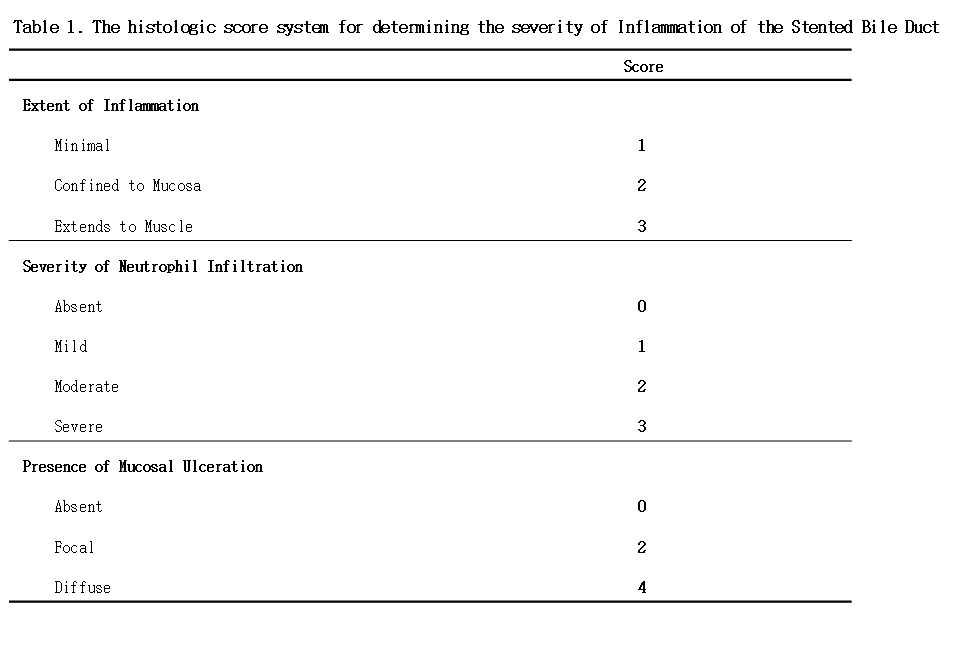 Table 1. The histologic score system for determining the severity of Inflammation of the Stented Bile Duct
Score
Extent of Inflammation
Minimal 1
Confined to Mucosa 2
Extends to Muscle 3
Severity of Neutrophil Infiltration
Absent 0
Mild 1
Moderate 2
Severe 3
Presence of Mucosal Ulceration
Absent 0
Focal 2
Diffuse 4